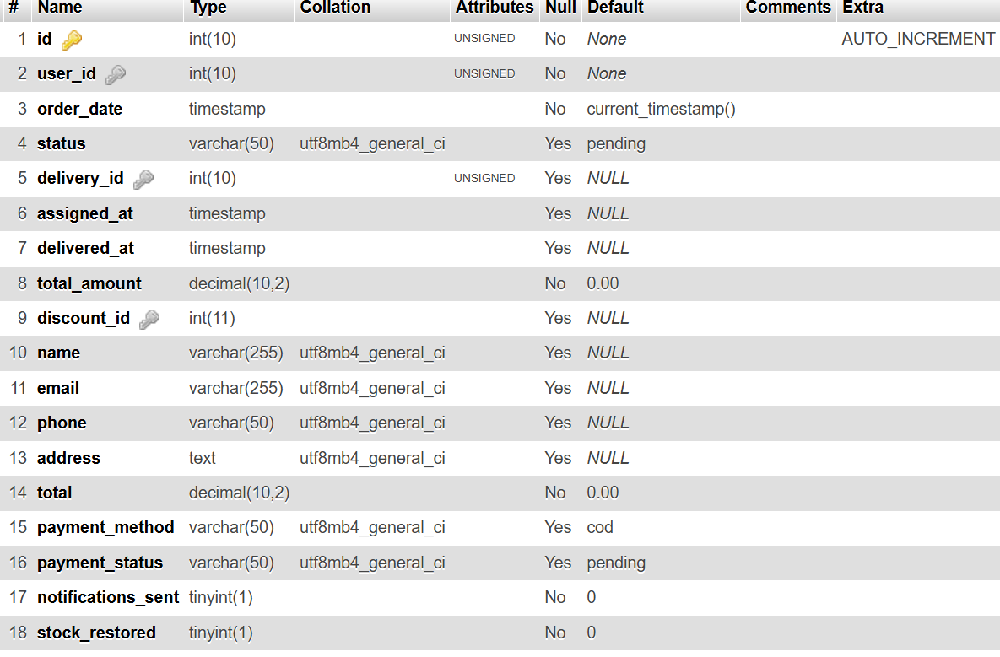 # Name Type Collation Attributes Null Default Comments Extra
1 id int(10) UNSIGNED No None AUTO_INCREMENT
2 user_id int(10) UNSIGNED No None
3 order_date timestamp No current_timestamp()
4 status varchar(50) utf8mb4_general_ci Yes pending
5 delivery_id int(10) UNSIGNED Yes NULL
6 assigned_at timestamp Yes NULL
7 delivered_at timestamp Yes NULL
8 total_amount decimal(10,2) No 0.00
9 discount_id int(11) Yes NULL
10 name varchar(255) utf8mb4_general_ci Yes NULL
11 email varchar(255) utf8mb4_general_ci Yes NULL
12 phone varchar(50) utf8mb4_general_ci Yes NULL
13 address text utf8mb4_general_ci Yes NULL
14 total decimal(10,2) No 0.00
15 payment_method varchar(50) utf8mb4_general_ci Yes cod
16 payment_status varchar(50) utf8mb4_general_ci Yes pending
17 notifications_sent tinyint(1) No 0
18 stock_restored tinyint(1) No 0